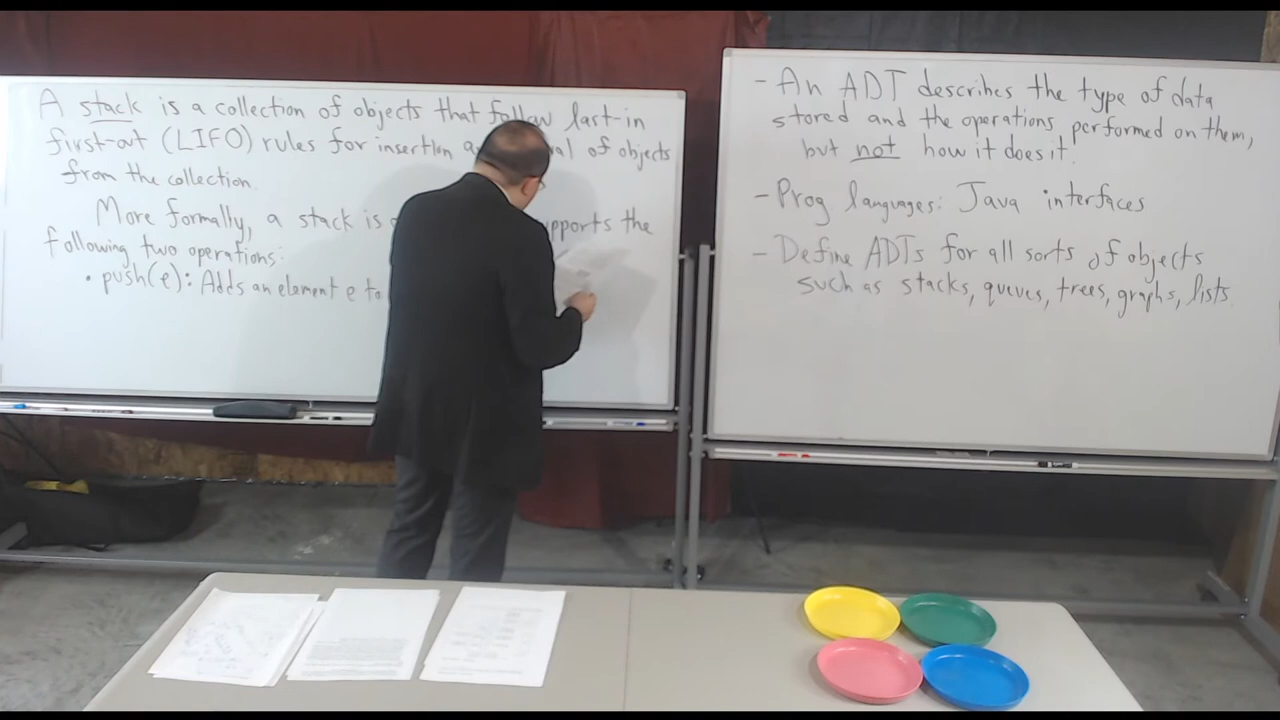 A stack is a collection of objects that follow last-in
first-out (LIFO) rules for insertion of objects
from the collection.
More formally, a stack is the
following two operations:
• push(e): Adds an element e to
- An ADT describes the type of data
stored and the operations performed on them,
but not how it does it.
- Prog languages: Java interfaces
- Define ADTs for all sorts of objects
such as stacks, queues, trees, graphs, lists.